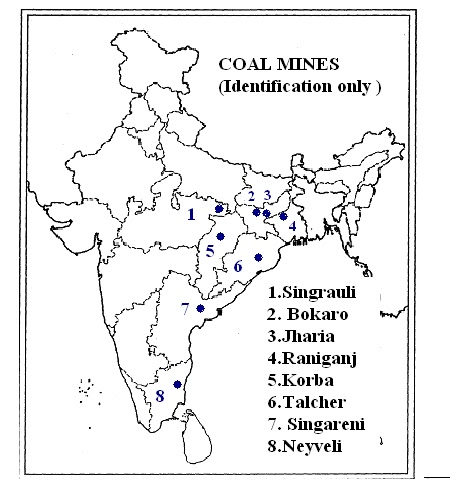 COAL MINES
(Identification only )
2 3
1
4
5
6
7
8
1.Singrauli
2. Bokaro
3.Jharia
4.Raniganj
5.Korba
6.Talcher
7. Singareni
8.Neyveli